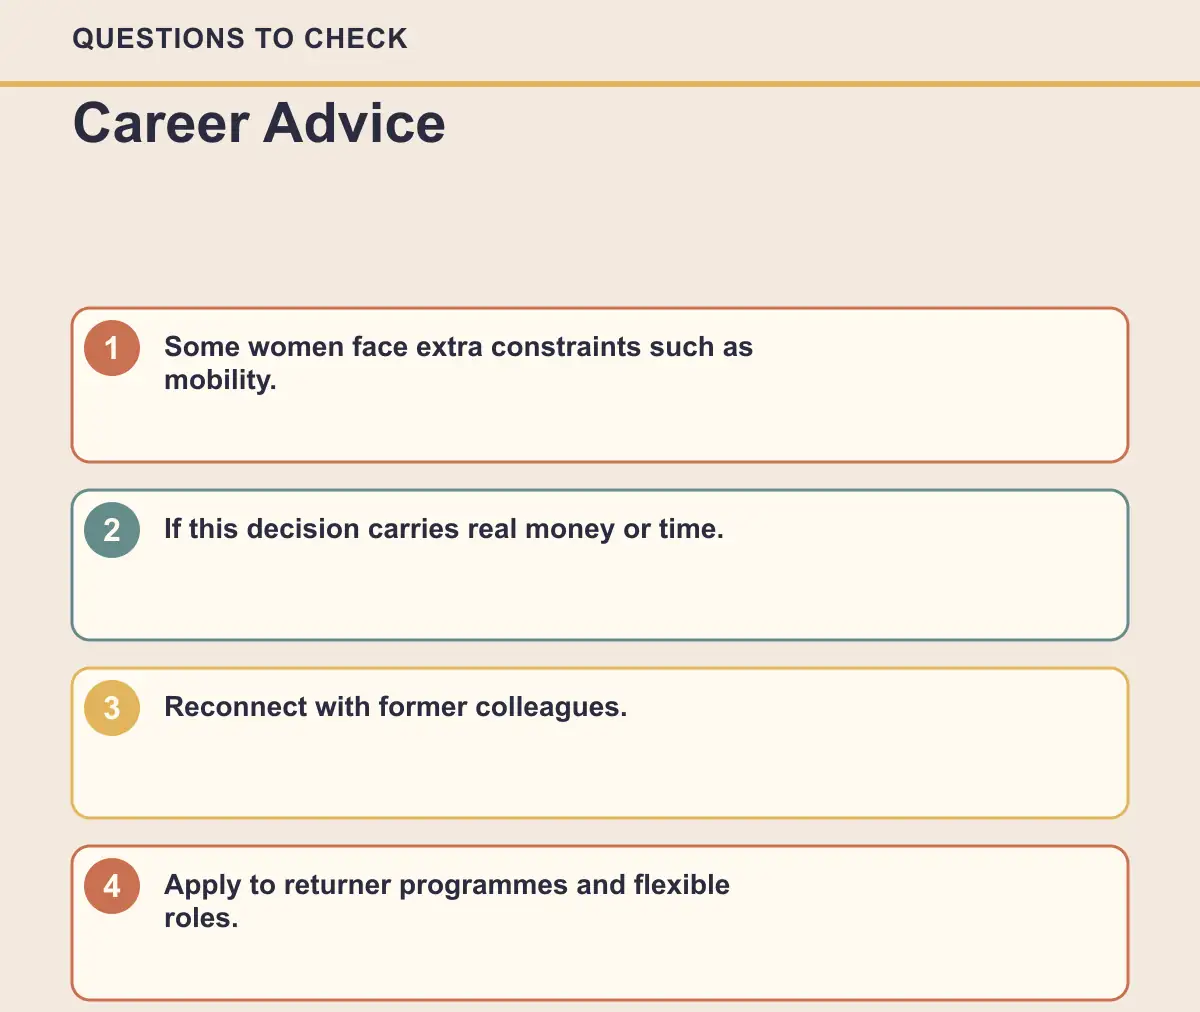 QUESTIONS TO CHECK
Career Advice
1
Some women face extra constraints such as
mobility.
2
If this decision carries real money or time.
3
Reconnect with former colleagues.
4
Apply to returner programmes and flexible
roles.